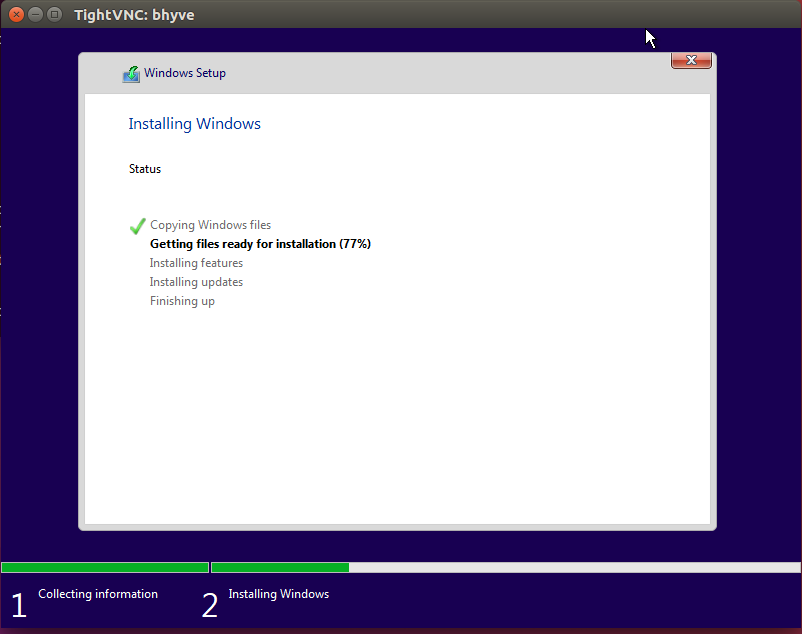 TightVNC: bhyve
Windows Setup
Installing Windows
Status
Copying Windows files
Getting files ready for installation (77%)
Installing features
Installing updates
Finishing up
1 Collecting information 2 Installing Windows